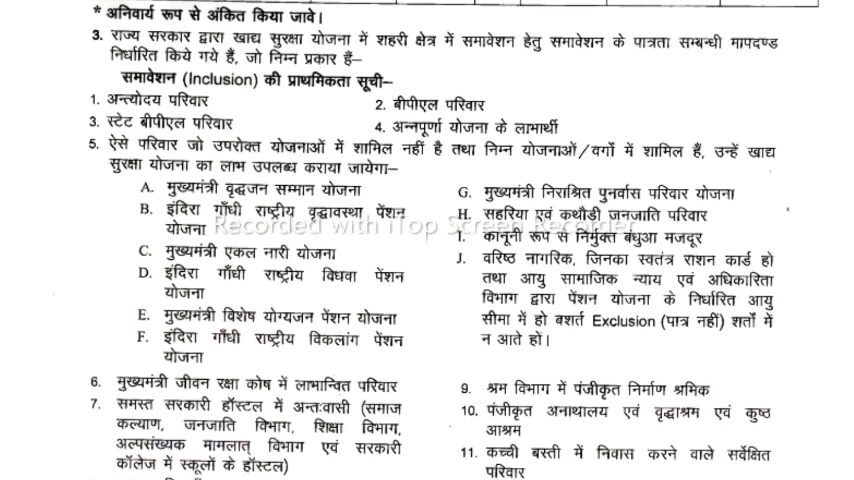 * अनिवार्य रूप से अंकित किया जावे।
3. राज्य सरकार द्वारा खाद्य सुरक्षा योजना में शहरी क्षेत्र में समावेशन हेतु समावेशन के पात्रता सम्बन्धी मापदण्ड
निर्धारित किये गये हैं, जो निम्न प्रकार हैं–
समावेशन (Inclusion) की प्राथमिकता सूची–
1. अन्त्योदय परिवार
2. बीपीएल परिवार
3. स्टेट बीपीएल परिवार
4. अन्नपूर्णा योजना के लाभार्थी
5. ऐसे परिवार जो उपरोक्त योजनाओं में शामिल नहीं है तथा निम्न योजनाओं/वर्गो में शामिल हैं, उन्हें खाद्य
सुरक्षा योजना का लाभ उपलब्ध कराया जायेगा–
A. मुख्यमंत्री वृद्धजन सम्मान योजना
B. इंदिरा गाँधी राष्ट्रीय वृद्धावस्था पेंशन
योजना
C. मुख्यमंत्री एकल नारी योजना
D. इंदिरा गाँधी राष्ट्रीय विधवा पेंशन
योजना
E. मुख्यमंत्री विशेष योग्यजन पेंशन योजना
F. इंदिरा गाँधी राष्ट्रीय विकलांग पेंशन
योजना
G. मुख्यमंत्री निराश्रित पुनर्वास परिवार योजना
H. सहरिया एवं कथौड़ी जनजाति परिवार
I. कानूनी रूप से निर्मुक्त बंधुआ मजदूर
J. वरिष्ठ नागरिक, जिनका स्वतंत्र राशन कार्ड हो
तथा आयु सामाजिक न्याय एवं अधिकारिता
विभाग द्वारा पेंशन योजना के निर्धारित आयु
सीमा में हो बशर्त Exclusion (पात्र नहीं) शर्तों में
न आते हों।
Recorded with iTop Screen Recorder
6. मुख्यमंत्री जीवन रक्षा कोष में लाभान्वित परिवार
7. समस्त सरकारी हॉस्टल में अन्तःवासी (समाज
कल्याण, जनजाति विभाग, शिक्षा विभाग,
अल्पसंख्यक मामलात् विभाग एवं सरकारी
कॉलेज में स्कूलों के हॉस्टल)
9. श्रम विभाग में पंजीकृत निर्माण श्रमिक
10. पंजीकृत अनाथालय एवं वृद्धाश्रम एवं कुष्ठ
आश्रम
11. कच्ची बस्ती में निवास करने वाले सर्वेक्षित
परिवार